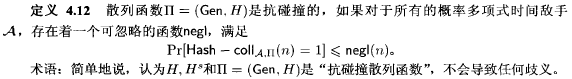 定义 4.12 散列函数Π = (Gen, H)是抗碰撞的，如果对于所有的概率多项式时间敌手
𝒜，存在着一个可忽略的函数negl，满足
Pr[Hash − coll𝒜,Π(n) = 1] ⩽ negl(n)。
术语：简单地说，认为H, Hˢ和Π = (Gen, H)是“抗碰撞散列函数”，不会导致任何歧义。